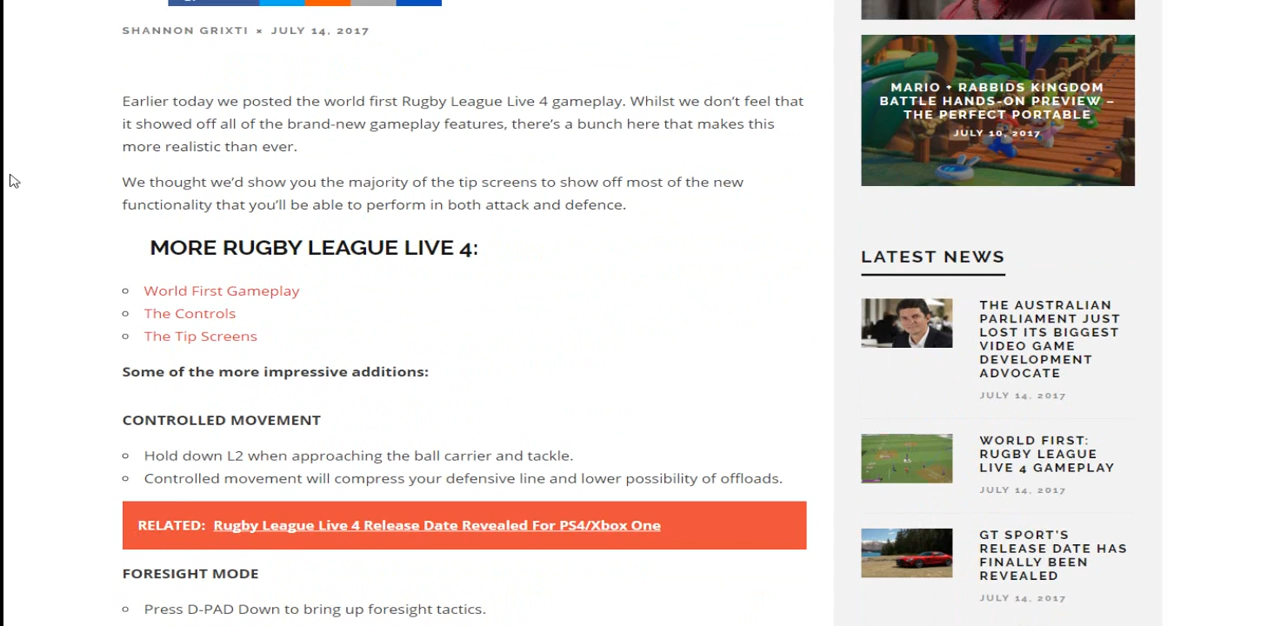 SHANNON GRIXTI × JULY 14, 2017
Earlier today we posted the world first Rugby League Live 4 gameplay. Whilst we don’t feel that
it showed off all of the brand-new gameplay features, there’s a bunch here that makes this
more realistic than ever.
We thought we’d show you the majority of the tip screens to show off most of the new
functionality that you’ll be able to perform in both attack and defence.
MORE RUGBY LEAGUE LIVE 4:
World First Gameplay
The Controls
The Tip Screens
Some of the more impressive additions:
CONTROLLED MOVEMENT
Hold down L2 when approaching the ball carrier and tackle.
Controlled movement will compress your defensive line and lower possibility of offloads.
RELATED: Rugby League Live 4 Release Date Revealed For PS4/Xbox One
FORESIGHT MODE
Press D-PAD Down to bring up foresight tactics.
MARIO + RABBIDS KINGDOM
BATTLE HANDS-ON PREVIEW –
THE PERFECT PORTABLE
JULY 10, 2017
LATEST NEWS
THE AUSTRALIAN
PARLIAMENT JUST
LOST ITS BIGGEST
VIDEO GAME
DEVELOPMENT
ADVOCATE
JULY 14, 2017
WORLD FIRST:
RUGBY LEAGUE
LIVE 4 GAMEPLAY
JULY 14, 2017
GT SPORT’S
RELEASE DATE HAS
FINALLY BEEN
REVEALED
JULY 14, 2017